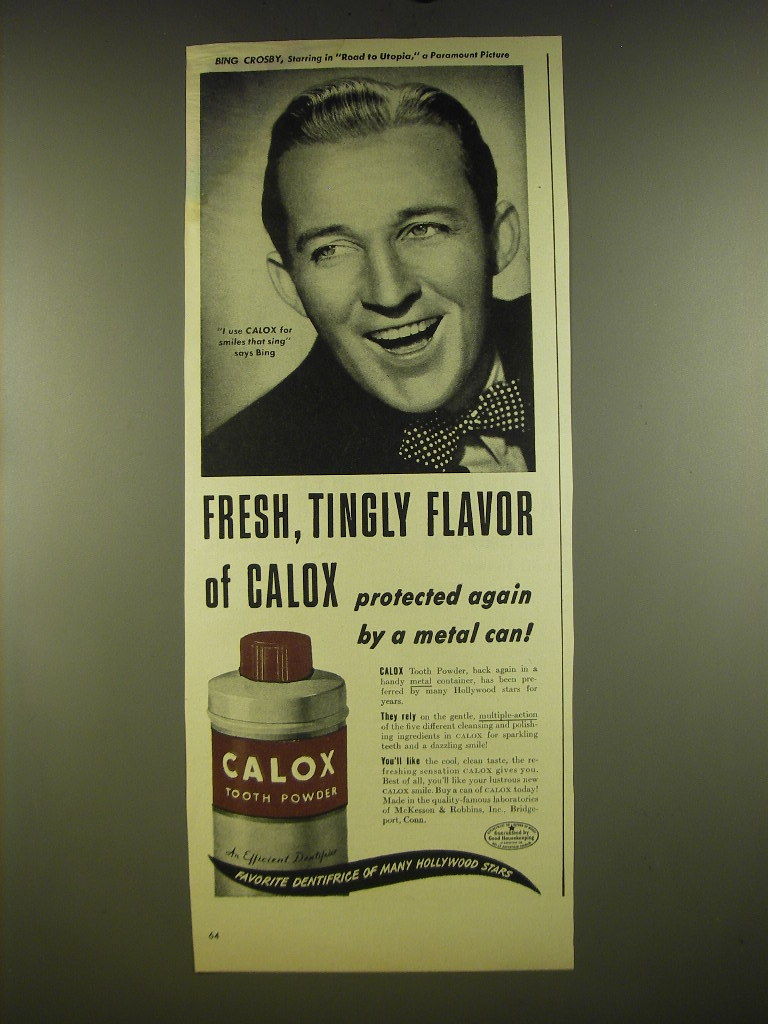 BING CROSBY, Starring in "Road to Utopia," a Paramount Picture
"I use CALOX for
smiles that sing"
says Bing
FRESH, TINGLY FLAVOR
of CALOX protected again
by a metal can!
CALOX Tooth Powder, back again in a
handy metal container, has been pre-
ferred by many Hollywood stars for
years.
They rely on the gentle, multiple-action
of the five different cleansing and polish-
ing ingredients in CALOX for sparkling
teeth and a dazzling smile!
You'll like the cool, clean taste, the re-
freshing sensation CALOX gives you.
Best of all, you'll like your lustrous new
CALOX smile. Buy a can of CALOX today!
Made in the quality-famous laboratories
of McKesson & Robbins, Inc., Bridge-
port, Conn.
Guaranteed by
Good Housekeeping
CALOX
TOOTH POWDER
An Efficient Dentifrice
FAVORITE DENTIFRICE OF MANY HOLLYWOOD STARS
64